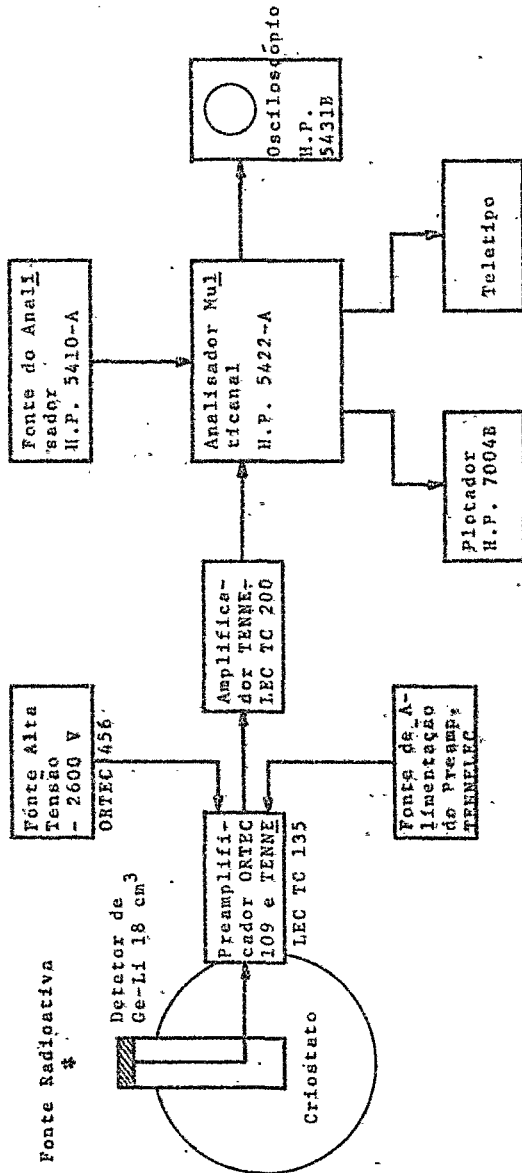 Fonte Radioativa
*
Detetor de
Ge-Li 18 cm³
Criostato
Fonte Alta
Tensão
- 2600 V
ORTEC 456
Preamplifi-
cador ORTEC
109 e TENNE
LEC TC 135
Fonte de A-
limentação
do Preamp.
TENNELEC
Amplifica-
dor TENNE-
LEC TC 200
Fonte do Anali
sador
H.P. 5410-A
Analisador Mul
ticanal
H.P. 5422-A
Plotador
H.P. 7004B
Osciloscópio
H.P.
5431B
Teletipo